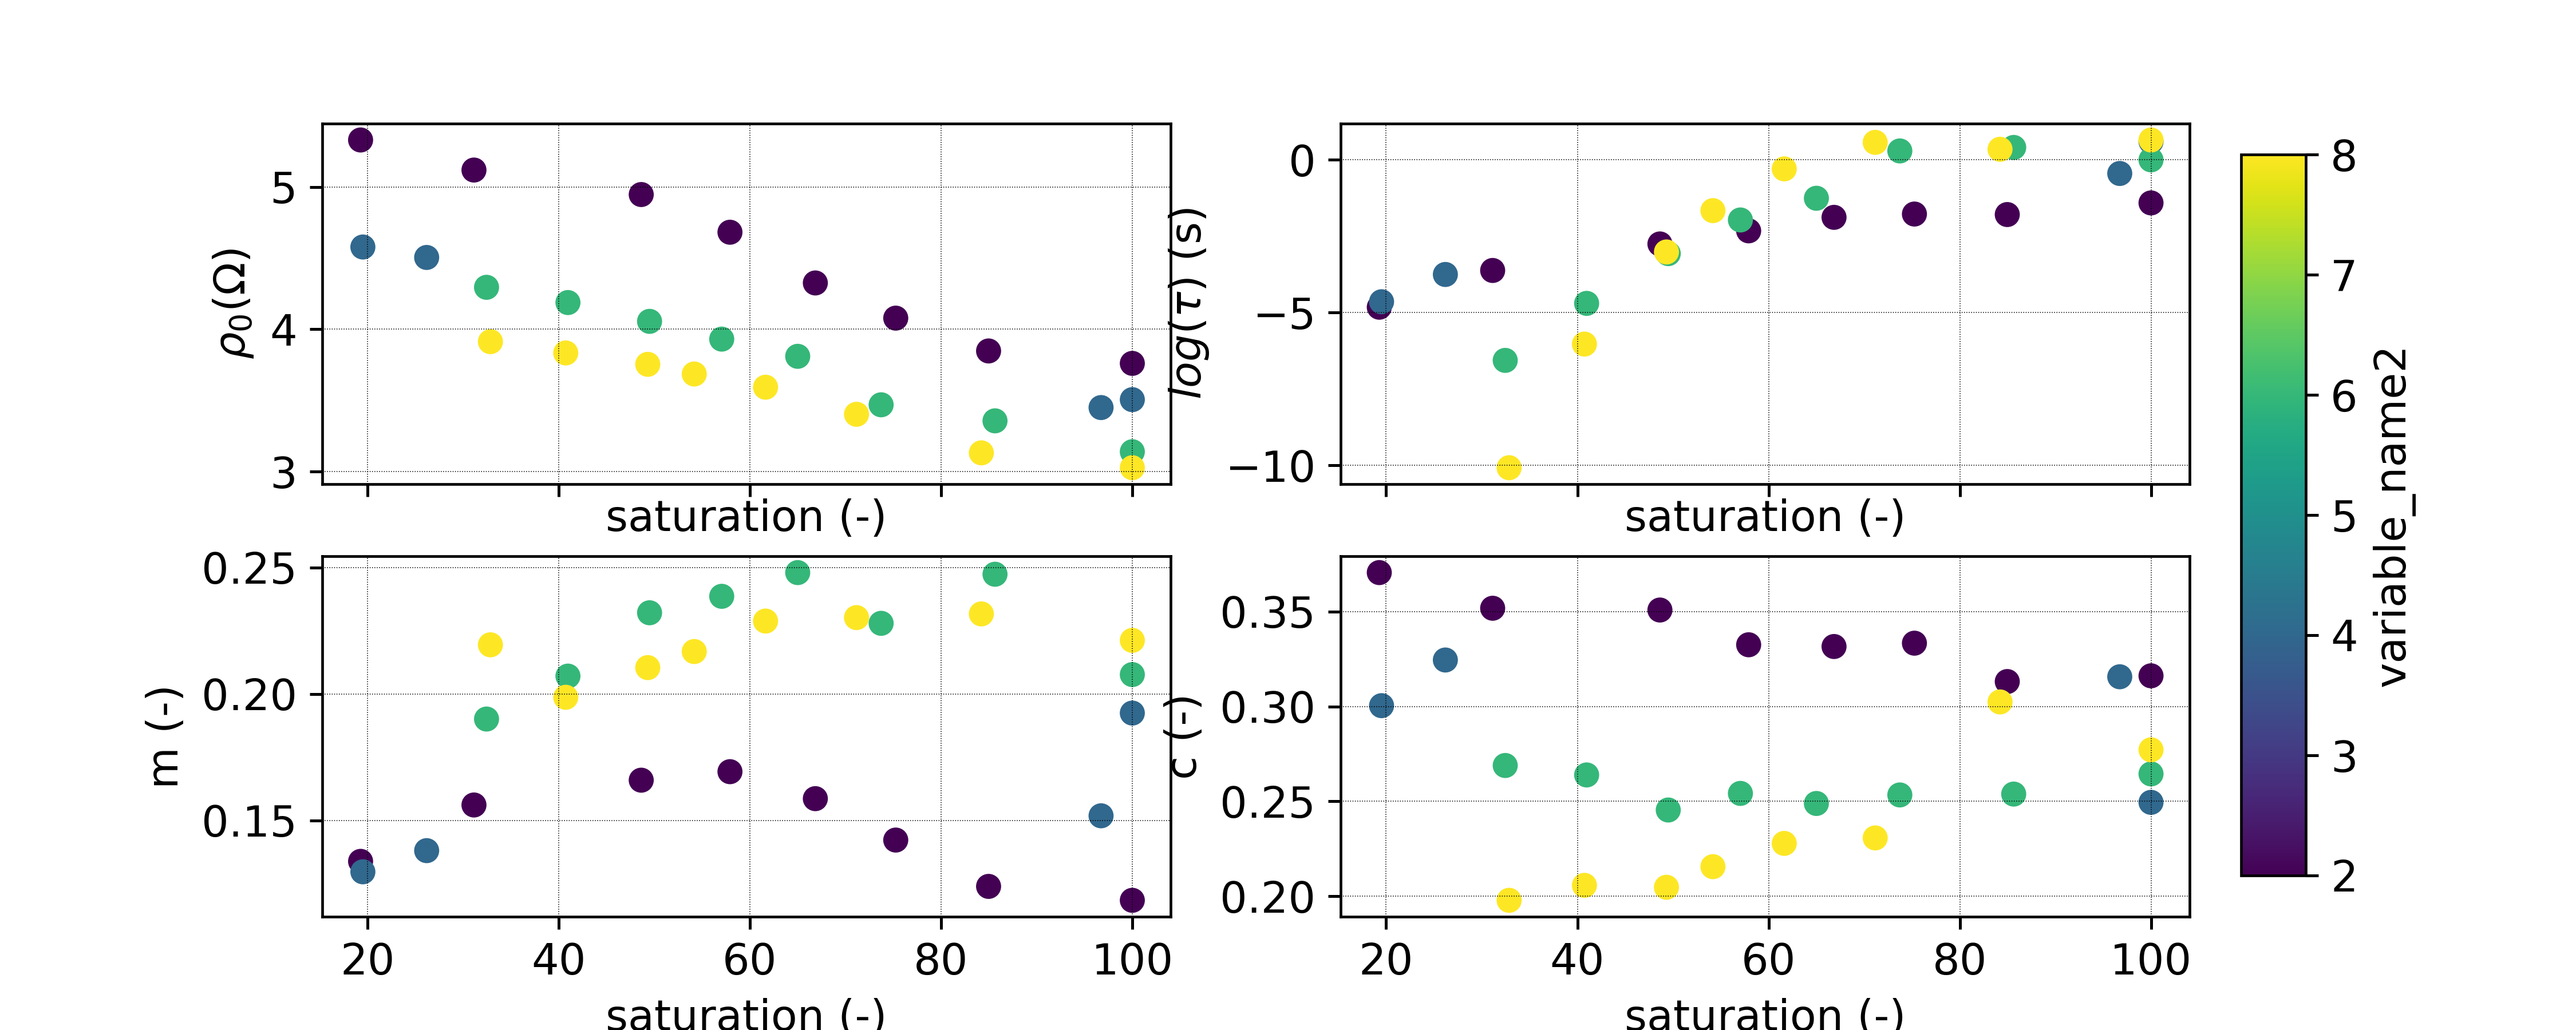 5
4
3
ρ0(Ω)
saturation (-)
0
−5
−10
log(τ) (s)
saturation (-)
0.25
0.20
0.15
m (-)
20 40 60 80 100
saturation (-)
0.35
0.30
0.25
0.20
c (-)
20 40 60 80 100
saturation (-)
8
7
6
5
4
3
2
variable_name2